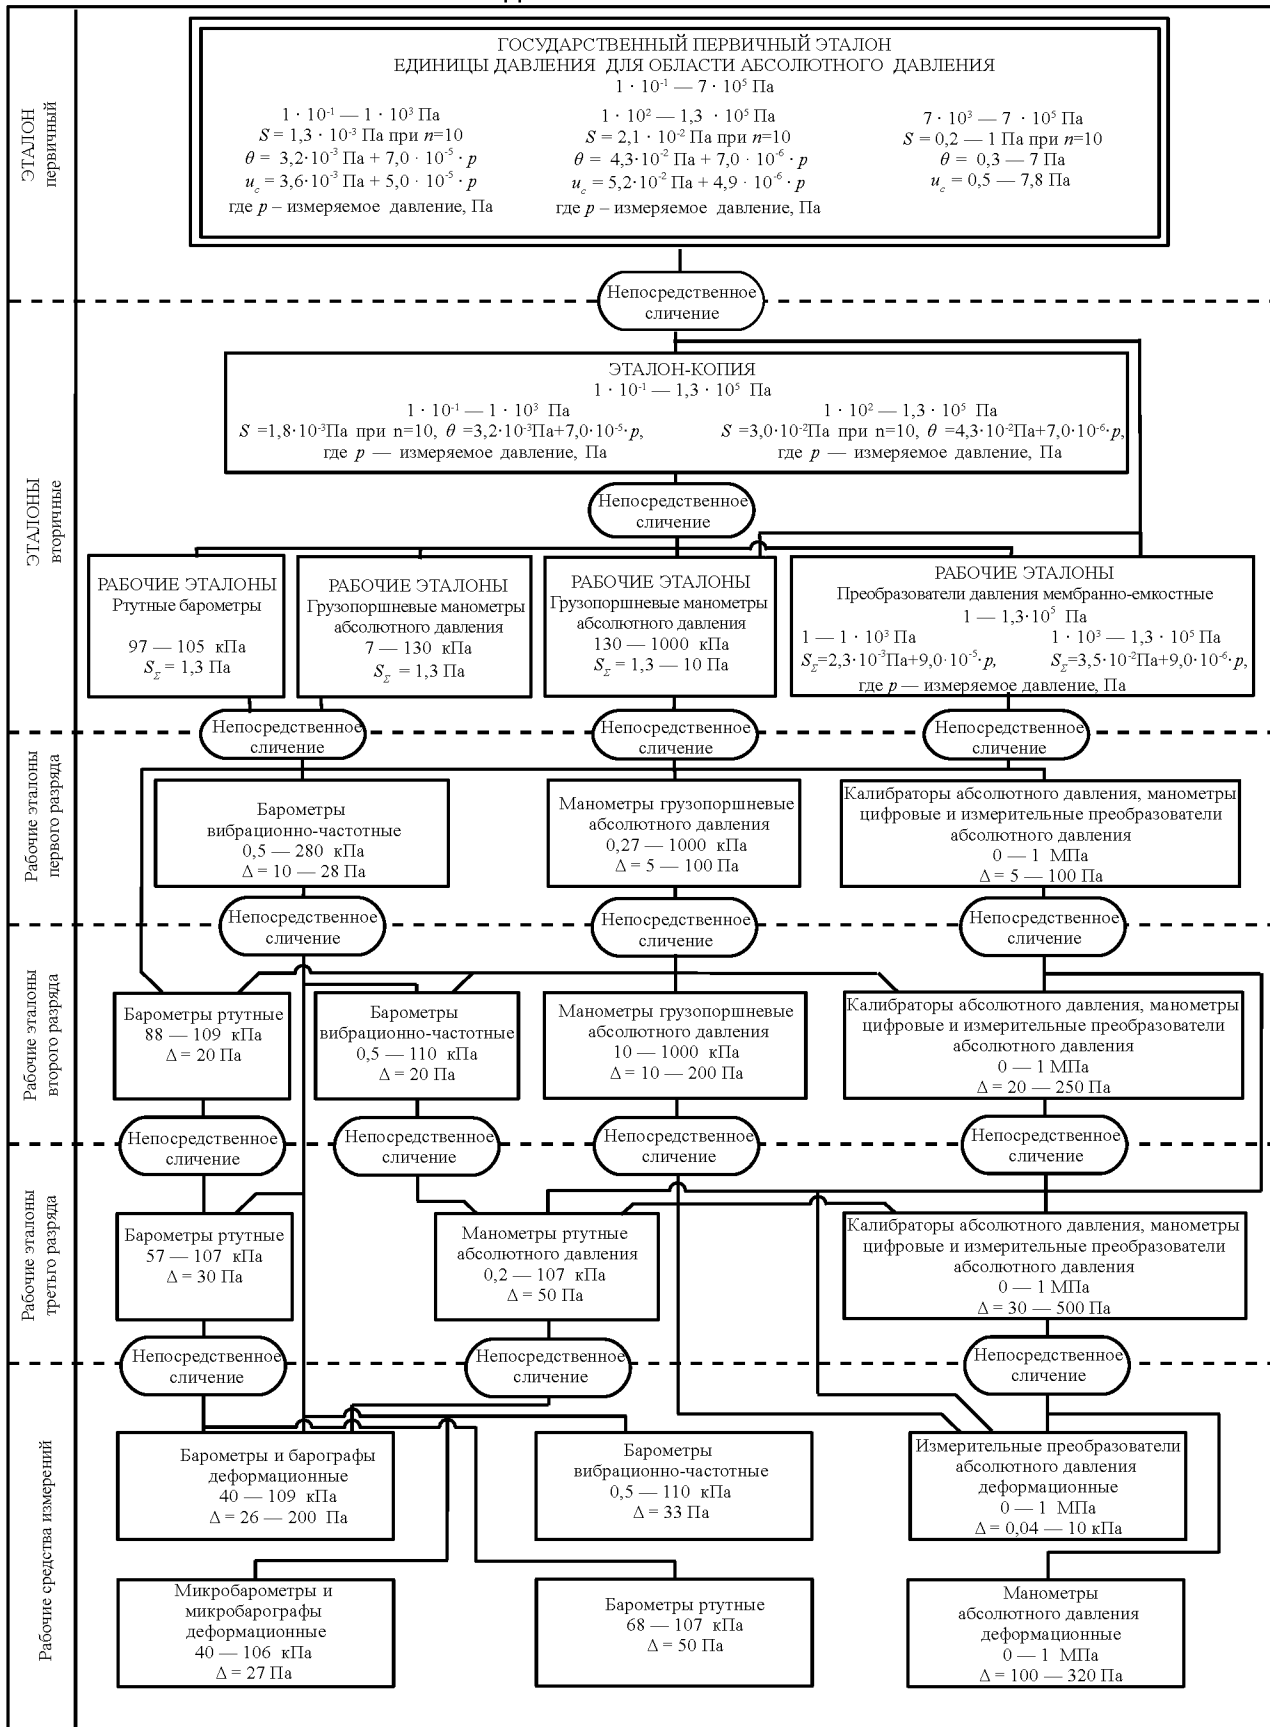 ЭТАЛОН
первичный
ГОСУДАРСТВЕННЫЙ ПЕРВИЧНЫЙ ЭТАЛОН
ЕДИНИЦЫ ДАВЛЕНИЯ ДЛЯ ОБЛАСТИ АБСОЛЮТНОГО ДАВЛЕНИЯ
1 · 10⁻¹ — 7 · 10⁵ Па
1 · 10⁻¹ — 1 · 10³ Па
S = 1,3 · 10⁻³ Па при n=10
θ = 3,2·10⁻³ Па + 7,0 · 10⁻⁵ · p
u_c = 3,6·10⁻³ Па + 5,0 · 10⁻⁵ · p
где p – измеряемое давление, Па
1 · 10² — 1,3 · 10⁵ Па
S = 2,1 · 10⁻² Па при n=10
θ = 4,3·10⁻² Па + 7,0 · 10⁻⁶ · p
u_c = 5,2·10⁻² Па + 4,9 · 10⁻⁶ · p
где p – измеряемое давление, Па
7 · 10³ — 7 · 10⁵ Па
S = 0,2 — 1 Па при n=10
θ = 0,3 — 7 Па
u_c = 0,5 — 7,8 Па
Непосредственное
сличение
ЭТАЛОНЫ
вторичные
ЭТАЛОН-КОПИЯ
1 · 10⁻¹ — 1,3 · 10⁵ Па
1 · 10⁻¹ — 1 · 10³ Па
S =1,8·10⁻³Па при n=10, θ =3,2·10⁻³Па+7,0·10⁻⁵·p,
где p — измеряемое давление, Па
1 · 10² — 1,3 · 10⁵ Па
S =3,0·10⁻²Па при n=10, θ =4,3·10⁻²Па+7,0·10⁻⁶·p,
где p — измеряемое давление, Па
Непосредственное
сличение
РАБОЧИЕ ЭТАЛОНЫ
Ртутные барометры
97 — 105 кПа
S_Σ = 1,3 Па
РАБОЧИЕ ЭТАЛОНЫ
Грузопоршневые манометры
абсолютного давления
7 — 130 кПа
S_Σ = 1,3 Па
РАБОЧИЕ ЭТАЛОНЫ
Грузопоршневые манометры
абсолютного давления
130 — 1000 кПа
S_Σ = 1,3 — 10 Па
РАБОЧИЕ ЭТАЛОНЫ
Преобразователи давления мембранно-емкостные
1 — 1,3·10⁵ Па
1 — 1 · 10³ Па
S_Σ=2,3·10⁻³Па+9,0·10⁻⁵·p,
1 · 10³ — 1,3 · 10⁵ Па
S_Σ=3,5·10⁻²Па+9,0·10⁻⁶·p,
где p — измеряемое давление, Па
Непосредственное
сличение
Непосредственное
сличение
Непосредственное
сличение
Рабочие эталоны
первого разряда
Барометры
вибрационно-частотные
0,5 — 280 кПа
Δ = 10 — 28 Па
Манометры грузопоршневые
абсолютного давления
0,27 — 1000 кПа
Δ = 5 — 100 Па
Калибраторы абсолютного давления, манометры
цифровые и измерительные преобразователи
абсолютного давления
0 — 1 МПа
Δ = 5 — 100 Па
Непосредственное
сличение
Непосредственное
сличение
Непосредственное
сличение
Рабочие эталоны
второго разряда
Барометры ртутные
88 — 109 кПа
Δ = 20 Па
Барометры
вибрационно-частотные
0,5 — 110 кПа
Δ = 20 Па
Манометры грузопоршневые
абсолютного давления
10 — 1000 кПа
Δ = 10 — 200 Па
Калибраторы абсолютного давления, манометры
цифровые и измерительные преобразователи
абсолютного давления
0 — 1 МПа
Δ = 20 — 250 Па
Непосредственное
сличение
Непосредственное
сличение
Непосредственное
сличение
Непосредственное
сличение
Рабочие эталоны
третьего разряда
Барометры ртутные
57 — 107 кПа
Δ = 30 Па
Манометры ртутные
абсолютного давления
0,2 — 107 кПа
Δ = 50 Па
Калибраторы абсолютного давления, манометры
цифровые и измерительные преобразователи
абсолютного давления
0 — 1 МПа
Δ = 30 — 500 Па
Непосредственное
сличение
Непосредственное
сличение
Непосредственное
сличение
Рабочие средства измерений
Барометры и барографы
деформационные
40 — 109 кПа
Δ = 26 — 200 Па
Барометры
вибрационно-частотные
0,5 — 110 кПа
Δ = 33 Па
Измерительные преобразователи
абсолютного давления
деформационные
0 — 1 МПа
Δ = 0,04 — 10 кПа
Микробарометры и
микробарографы
деформационные
40 — 106 кПа
Δ = 27 Па
Барометры ртутные
68 — 107 кПа
Δ = 50 Па
Манометры
абсолютного давления
деформационные
0 — 1 МПа
Δ = 100 — 320 Па